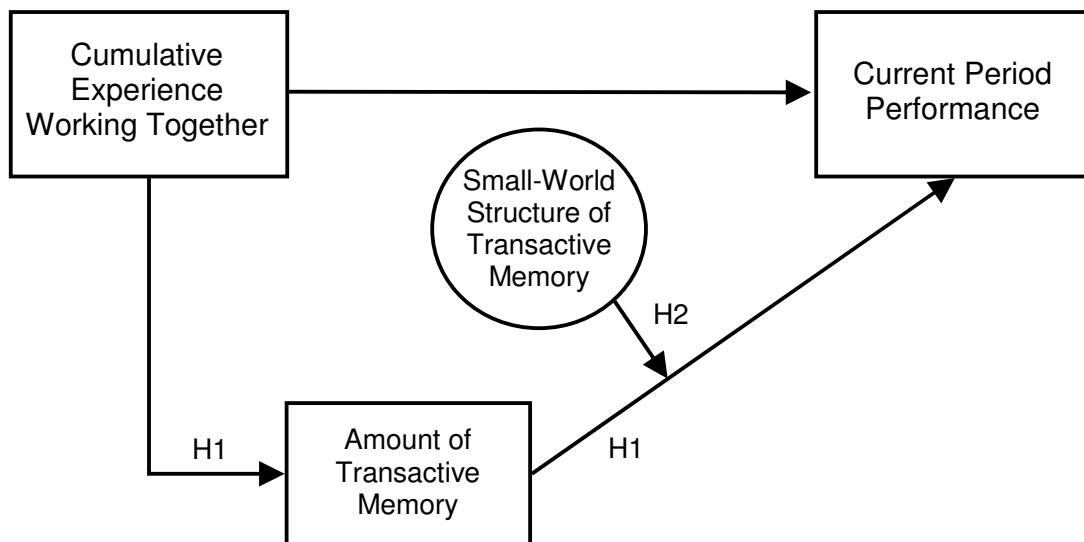 Cumulative
Experience
Working Together
Current Period
Performance
Small-World
Structure of
Transactive
Memory
H2
H1
Amount of
Transactive
Memory
H1